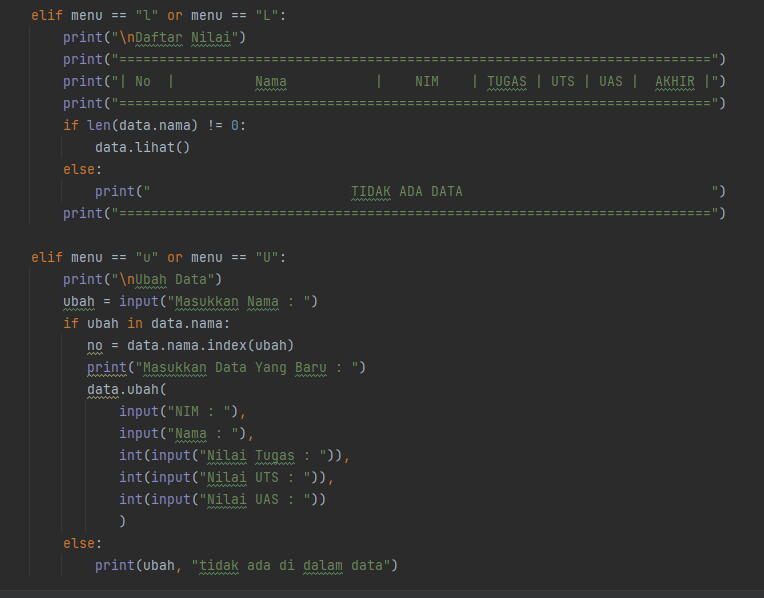 elif menu == "l" or menu == "L":
    print("\nDaftar Nilai")
    print("==========================================================================")
    print("| No  |          Nama           |    NIM    | TUGAS | UTS | UAS |  AKHIR |")
    print("==========================================================================")
    if len(data.nama) != 0:
        data.lihat()
    else:
        print("                         TIDAK ADA DATA                               ")
    print("==========================================================================")

elif menu == "u" or menu == "U":
    print("\nUbah Data")
    ubah = input("Masukkan Nama : ")
    if ubah in data.nama:
       no = data.nama.index(ubah)
       print("Masukkan Data Yang Baru : ")
       data.ubah(
           input("NIM : "),
           input("Nama : "),
           int(input("Nilai Tugas : ")),
           int(input("Nilai UTS : ")),
           int(input("Nilai UAS : "))
           )
    else:
        print(ubah, "tidak ada di dalam data")